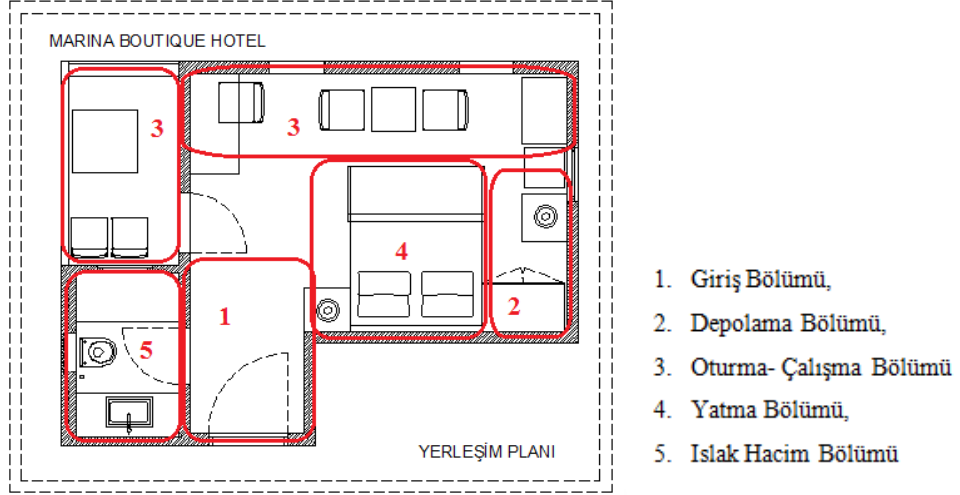 MARINA BOUTIQUE HOTEL
3
3
4
1
2
5
YERLEŞİM PLANI
1. Giriş Bölümü,
2. Depolama Bölümü,
3. Oturma- Çalışma Bölümü
4. Yatma Bölümü,
5. Islak Hacim Bölümü